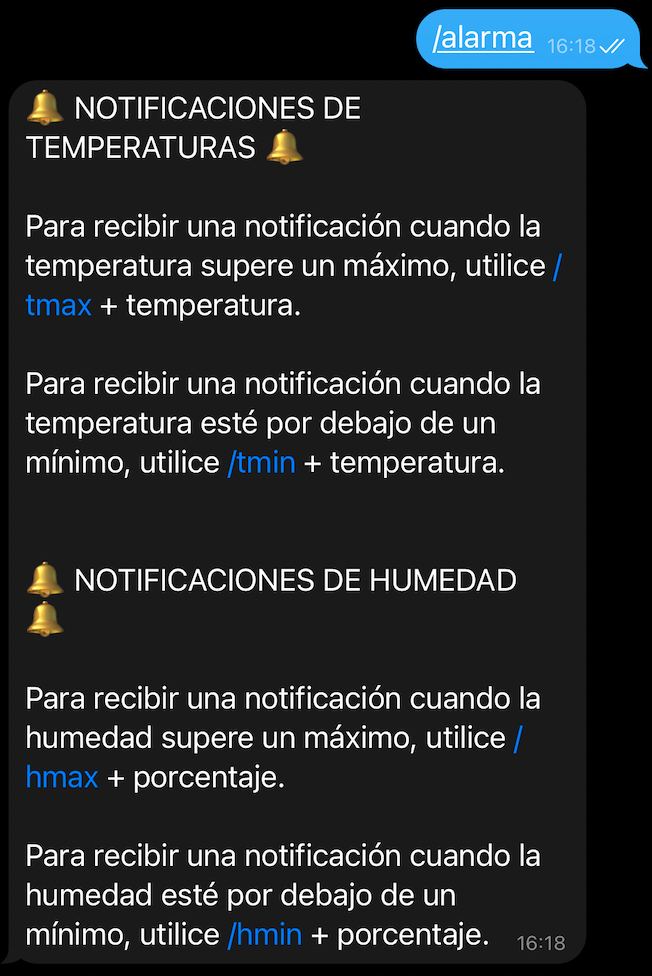 /alarma 16:18
🔔 NOTIFICACIONES DE
TEMPERATURAS 🔔
Para recibir una notificación cuando la
temperatura supere un máximo, utilice /
tmax + temperatura.
Para recibir una notificación cuando la
temperatura esté por debajo de un
mínimo, utilice /tmin + temperatura.
🔔 NOTIFICACIONES DE HUMEDAD
🔔
Para recibir una notificación cuando la
humedad supere un máximo, utilice /
hmax + porcentaje.
Para recibir una notificación cuando la
humedad esté por debajo de un
mínimo, utilice /hmin + porcentaje. 16:18